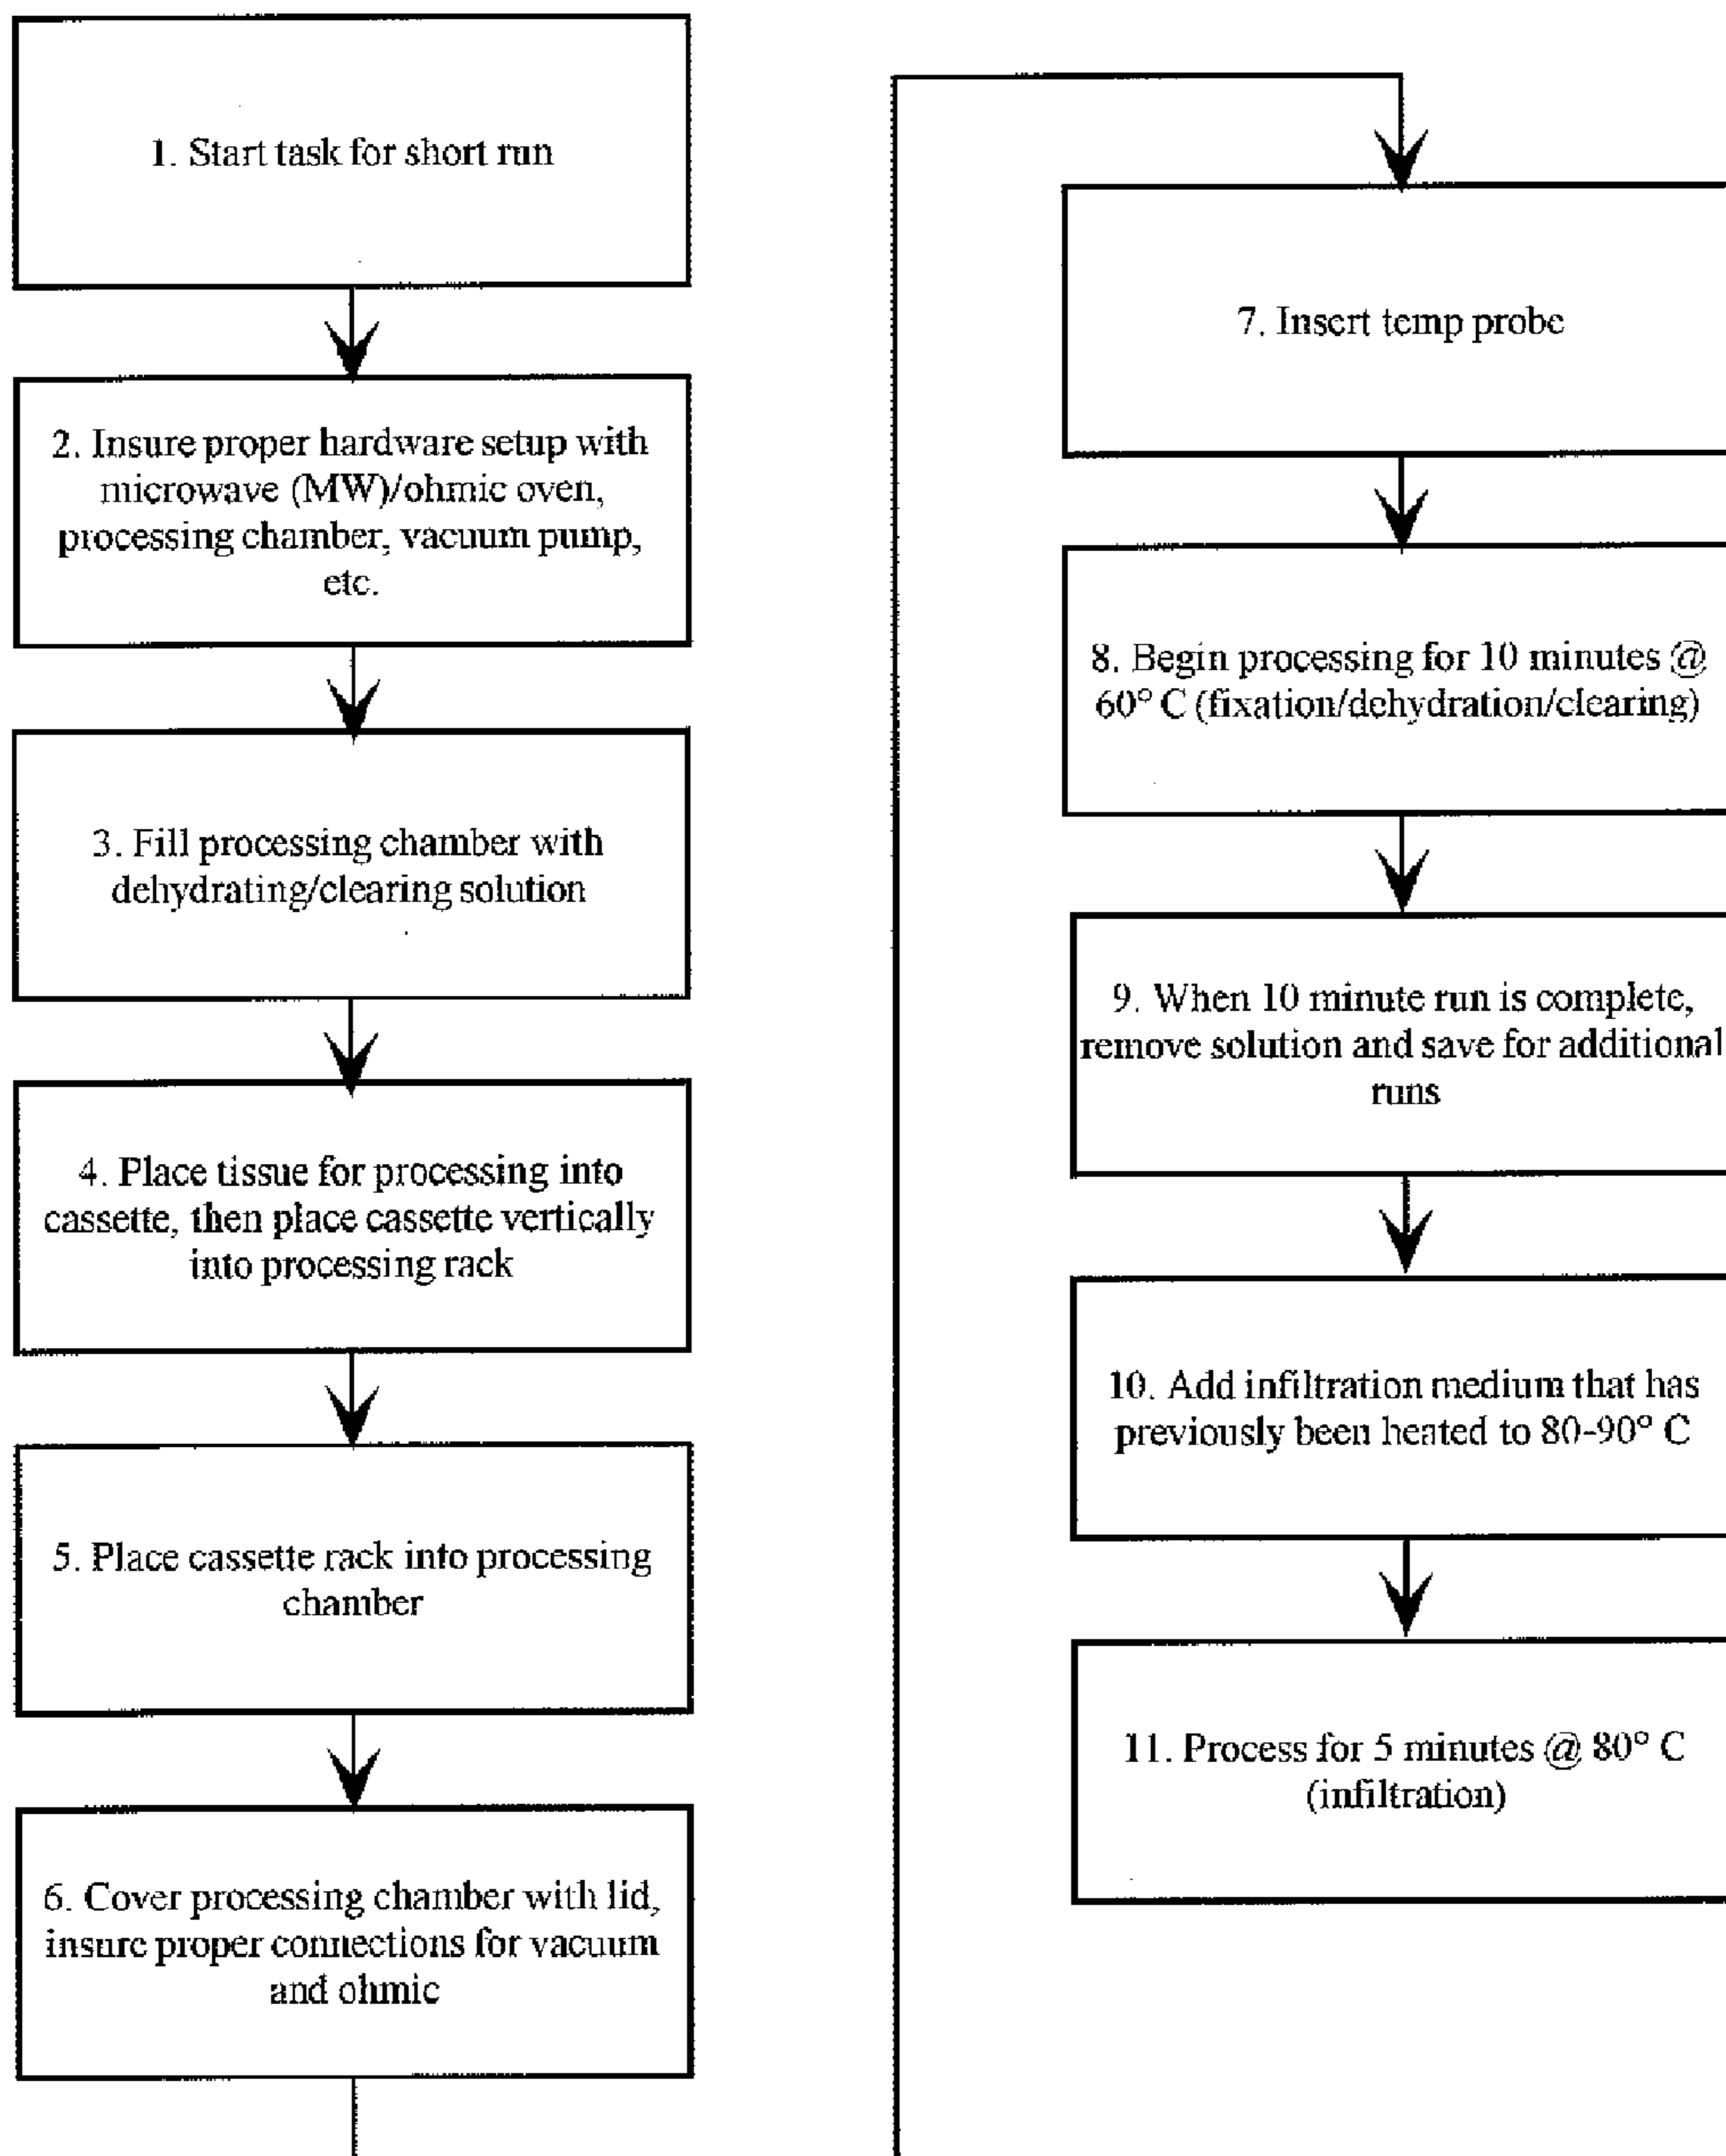 1. Start task for short run
2. Insure proper hardware setup with
microwave (MW)/ohmic oven,
processing chamber, vacuum pump,
etc.
3. Fill processing chamber with
dehydrating/clearing solution
4. Place tissue for processing into
cassette, then place cassette vertically
into processing rack
5. Place cassette rack into processing
chamber
6. Cover processing chamber with lid,
insure proper connections for vacuum
and ohmic
7. Insert temp probe
8. Begin processing for 10 minutes @
60° C (fixation/dehydration/clearing)
9. When 10 minute run is complete,
remove solution and save for additional
runs
10. Add infiltration medium that has
previously been heated to 80-90° C
11. Process for 5 minutes @ 80° C
(infiltration)